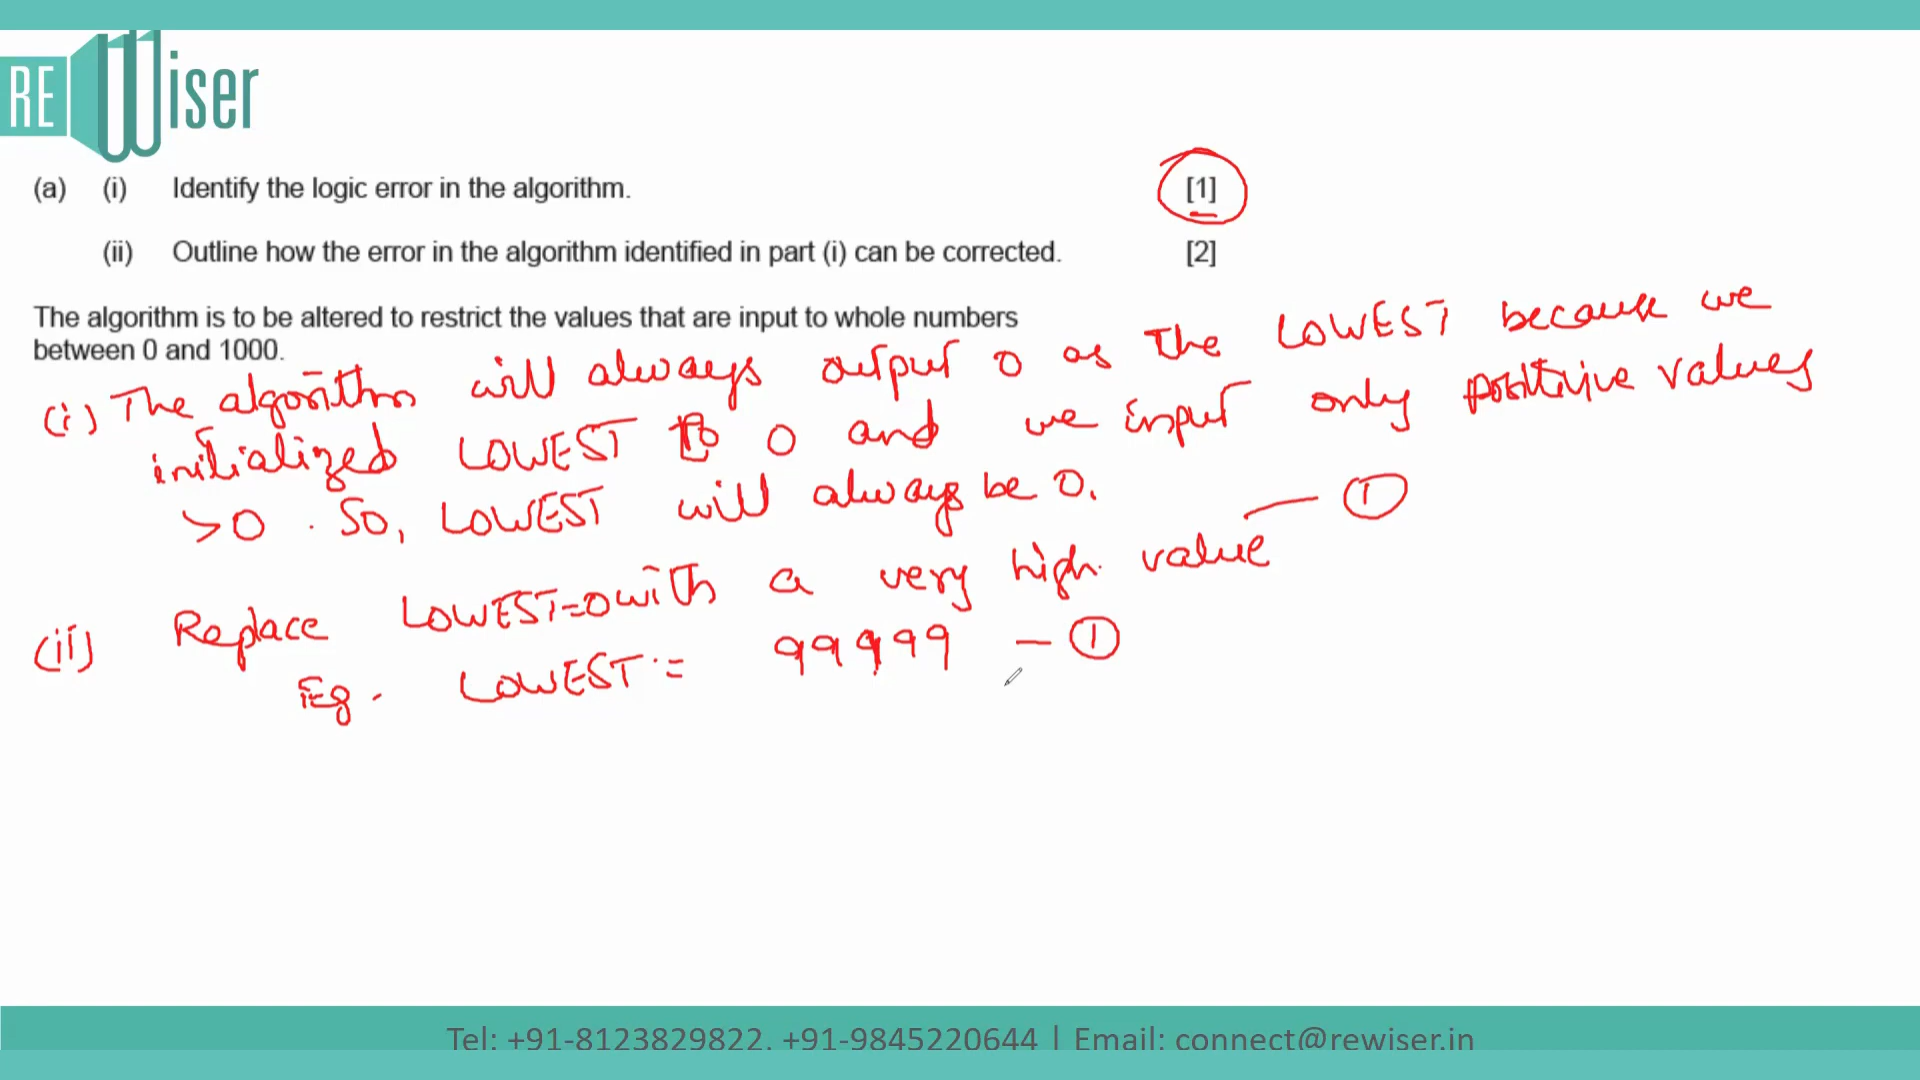 REWiser
(a) (i) Identify the logic error in the algorithm. [1]
(ii) Outline how the error in the algorithm identified in part (i) can be corrected. [2]
The algorithm is to be altered to restrict the values that are input to whole numbers
between 0 and 1000.
(i) The algorithm will always output 0 as the LOWEST because we
initialized LOWEST to 0 and we input only positive values
>0. So, LOWEST will always be 0.
(ii) Replace LOWEST=0 with a very high value — 1
Eg. LOWEST = 99999 — 1
Tel: +91-8123829822, +91-9845220644 | Email: connect@rewiser.in